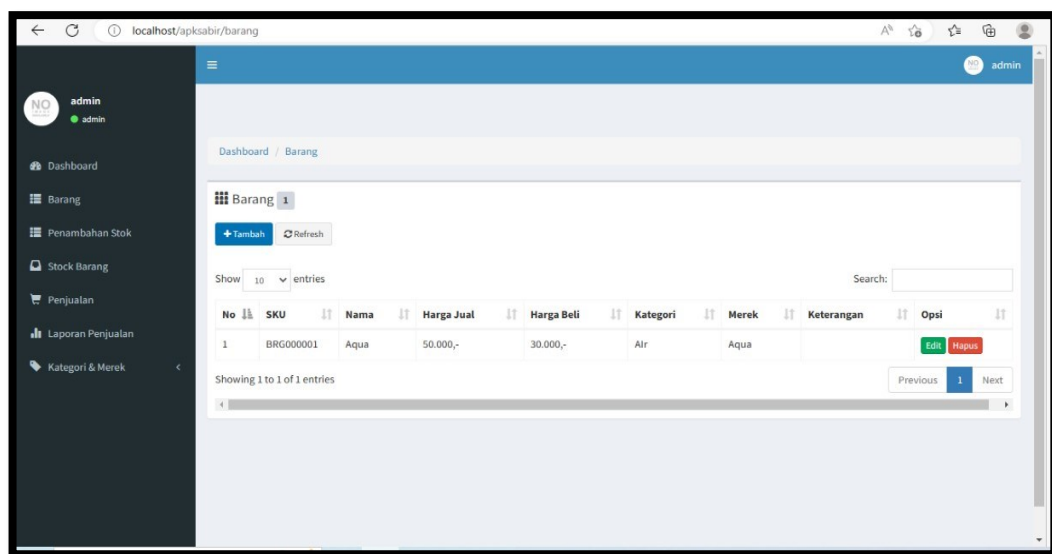 localhost/apksabir/barang
admin
NO
admin
admin
Dashboard
Barang
Penambahan Stok
Stock Barang
Penjualan
Laporan Penjualan
Kategori & Merek
Dashboard / Barang
Barang 1
Tambah Refresh
Show 10 entries Search:
No SKU Nama Harga Jual Harga Beli Kategori Merek Keterangan Opsi
1 BRG000001 Aqua 50.000,- 30.000,- AIr Aqua Edit Hapus
Showing 1 to 1 of 1 entries
Previous 1 Next